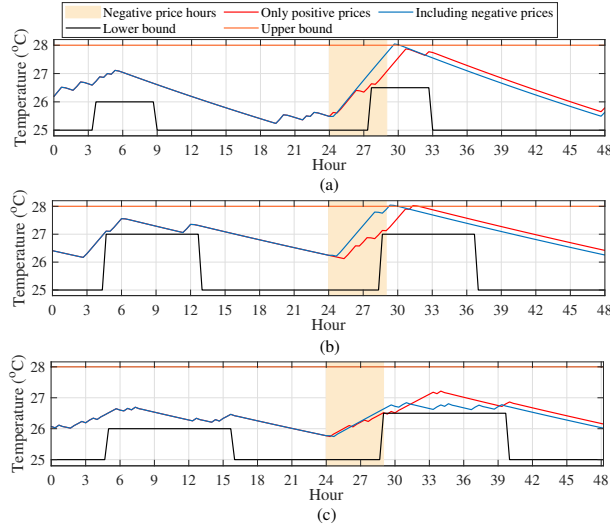 Negative price hours Only positive prices Including negative prices
Lower bound Upper bound
Temperature (°C)
28
27
26
25
0 3 6 9 12 15 18 21 24 27 30 33 36 39 42 45 48
Hour
(a)
Temperature (°C)
28
27
26
25
0 3 6 9 12 15 18 21 24 27 30 33 36 39 42 45 48
Hour
(b)
Temperature (°C)
28
27
26
25
0 3 6 9 12 15 18 21 24 27 30 33 36 39 42 45 48
Hour
(c)